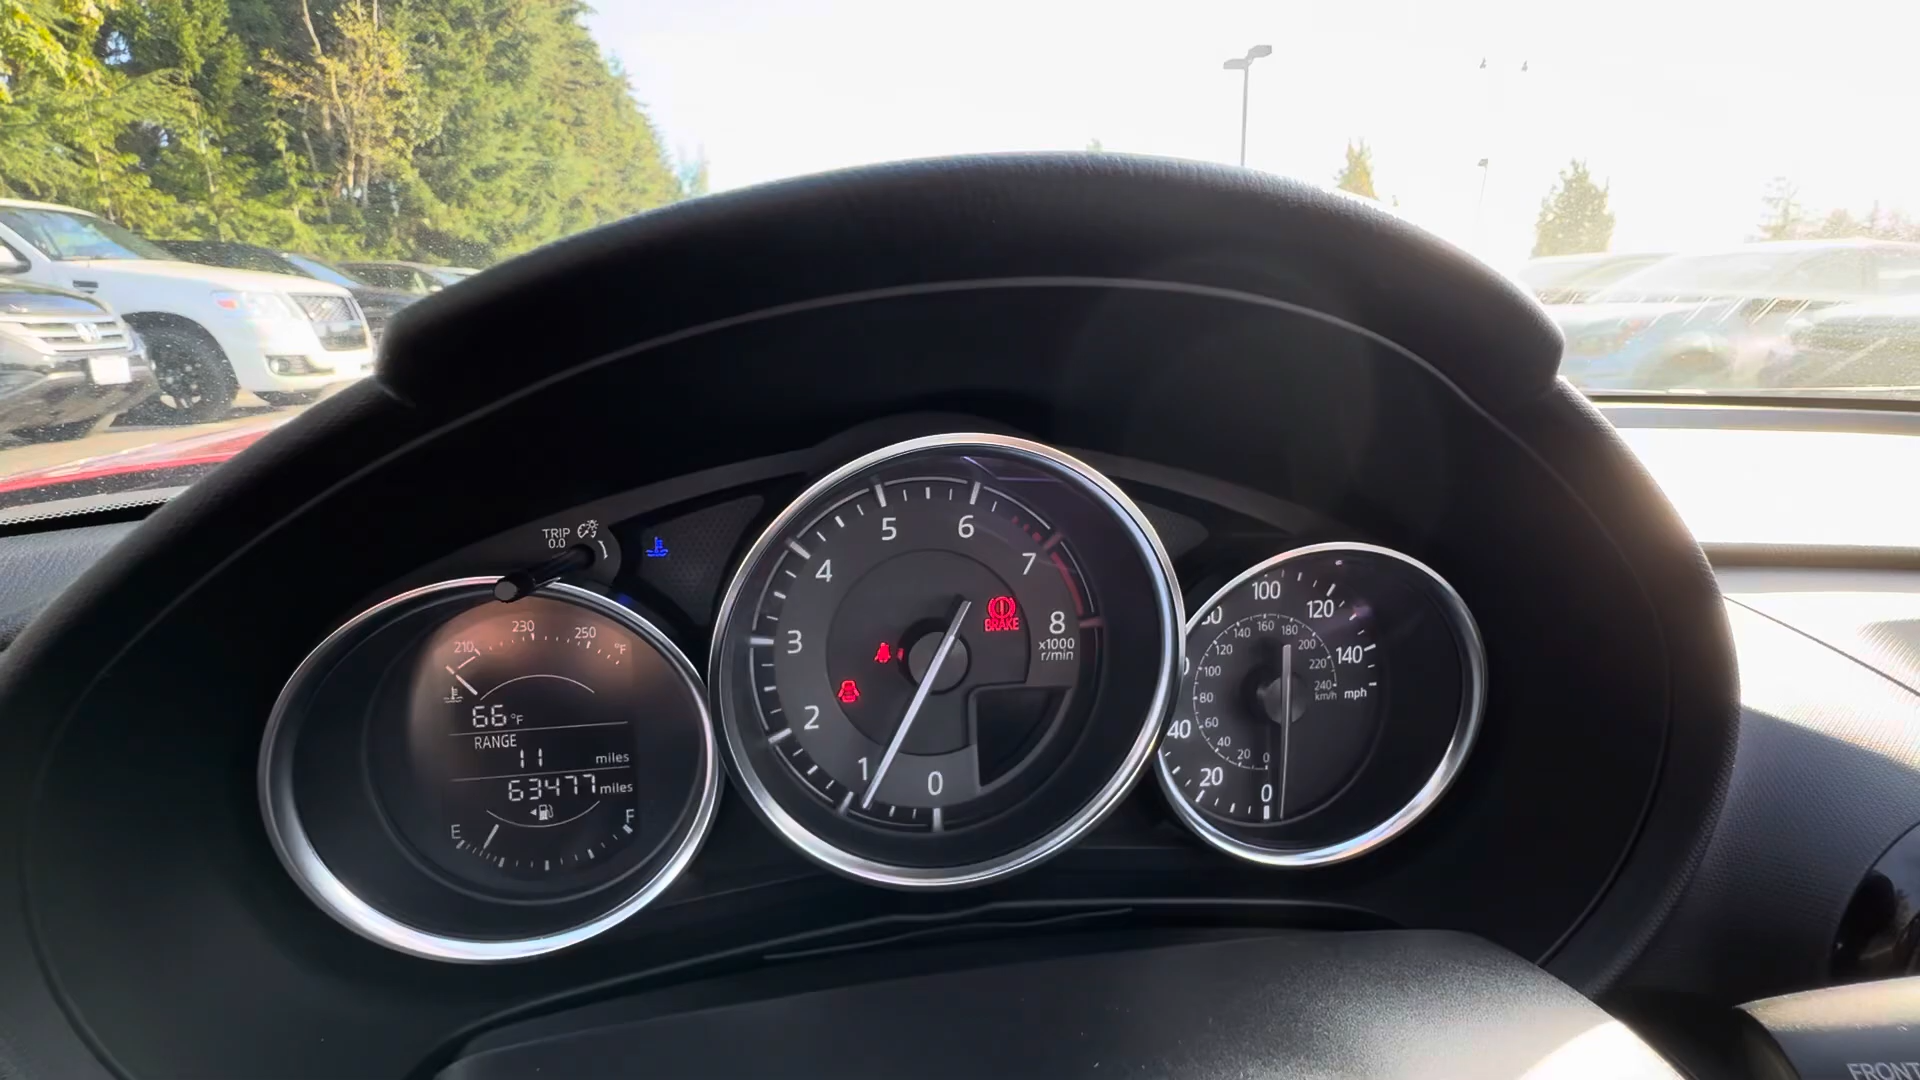 TRIP
0.0
210
230
250
°F
66 °F
RANGE
11 miles
63477 miles
E
F
0
1
2
3
4
5
6
7
8
x1000
r/min
BRAKE
0
20
40
100
120
140
mph
0
20
40
60
80
100
120
140
160
180
200
220
240
km/h
FRONT